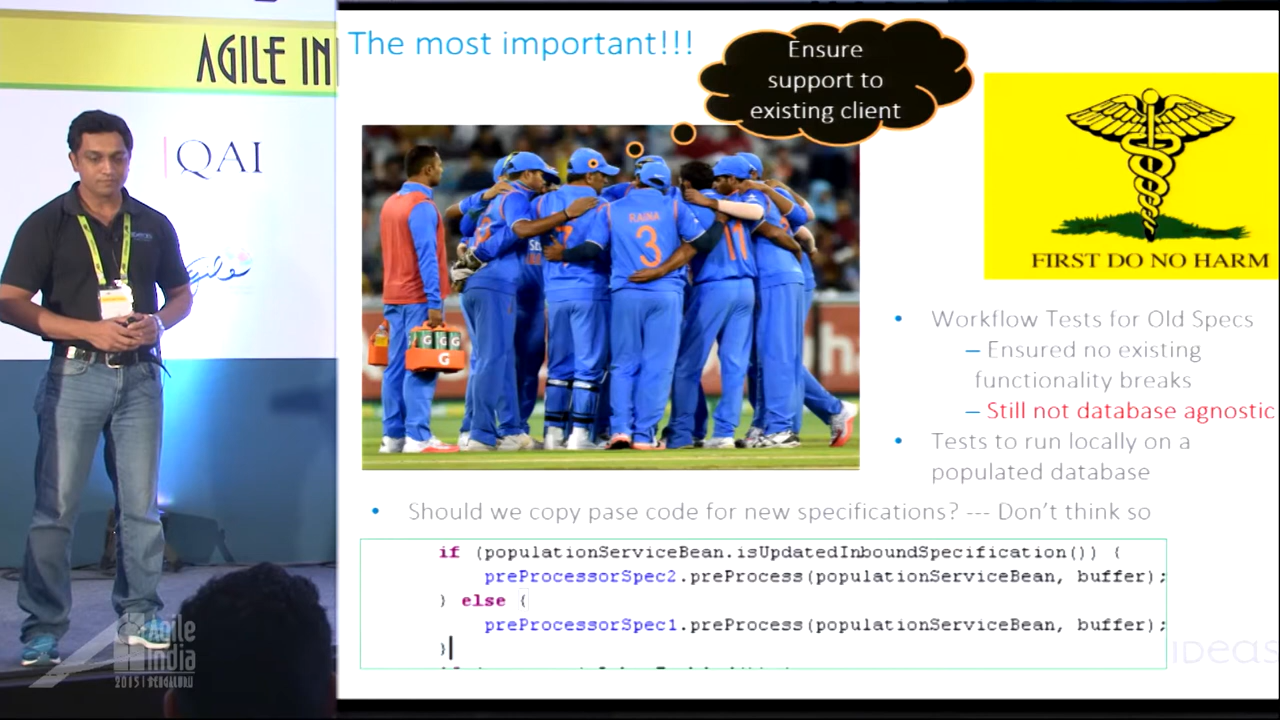 AGILE IN
QAI
Agile
India
2015 | BENGALURU
The most important!!!
Ensure
support to
existing client
RAINA
3
11
G
G
FIRST DO NO HARM
• Workflow Tests for Old Specs
– Ensured no existing
functionality breaks
– Still not database agnostic
• Tests to run locally on a
populated database
• Should we copy pase code for new specifications? --- Don't think so
if (populationServiceBean.isUpdatedInboundSpecification()) {
preProcessorSpec2.preProcess(populationServiceBean, buffer);
} else {
preProcessorSpec1.preProcess(populationServiceBean, buffer);
}
ideas